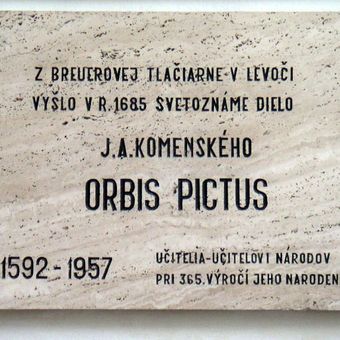 Z BREUEROVEJ TLAČIARNE V LEVOČI
VYŠLO V R. 1685 SVETOZNÁME DIELO
J.A.KOMENSKÉHO
ORBIS PICTUS
1592 - 1957
UČITELIA-UČITEĽOVI NÁRODOV
PRI 365. VÝROČÍ JEHO NARODEN